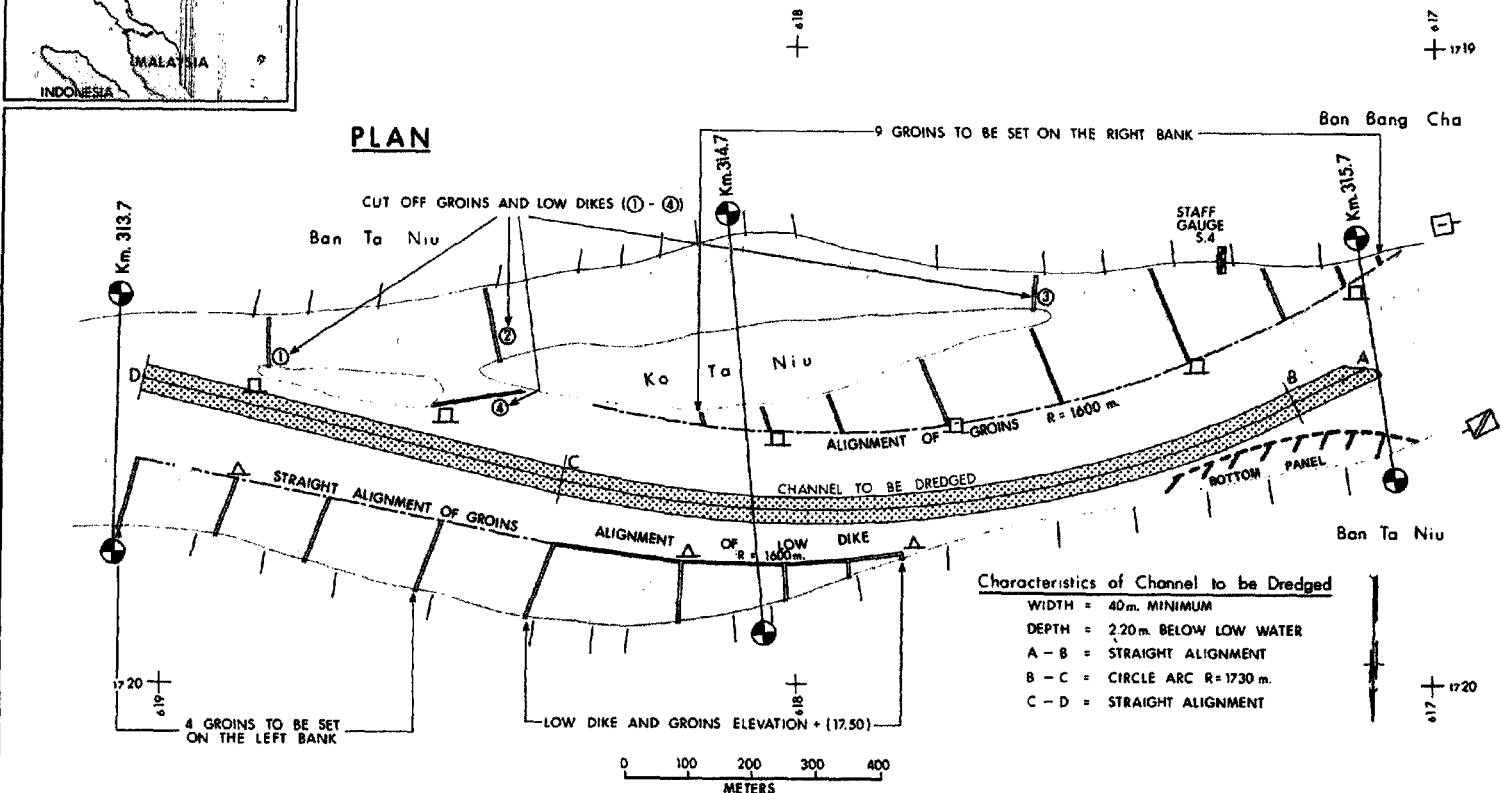 MALAYSIA
INDONESIA
618
617
1719
PLAN
9 GROINS TO BE SET ON THE RIGHT BANK
Ban Bang Cha
Km. 313.7
Km. 314.7
Km. 315.7
CUT OFF GROINS AND LOW DIKES (① - ④)
Ban Ta Niu
STAFF
GAUGE
S.4
①
②
③
④
Ko Ta Niu
D
A
B
C
ALIGNMENT OF GROINS R = 1600 m.
STRAIGHT ALIGNMENT OF GROINS
CHANNEL TO BE DREDGED
BOTTOM PANEL
ALIGNMENT OF LOW DIKE
R = 1600 m.
Ban Ta Niu
Characteristics of Channel to be Dredged
WIDTH = 40 m. MINIMUM
DEPTH = 2.20 m. BELOW LOW WATER
A - B = STRAIGHT ALIGNMENT
B - C = CIRCLE ARC R = 1730 m.
C - D = STRAIGHT ALIGNMENT
1720
619
618
617
1720
4 GROINS TO BE SET
ON THE LEFT BANK
LOW DIKE AND GROINS ELEVATION + (17.50)
0 100 200 300 400
METERS